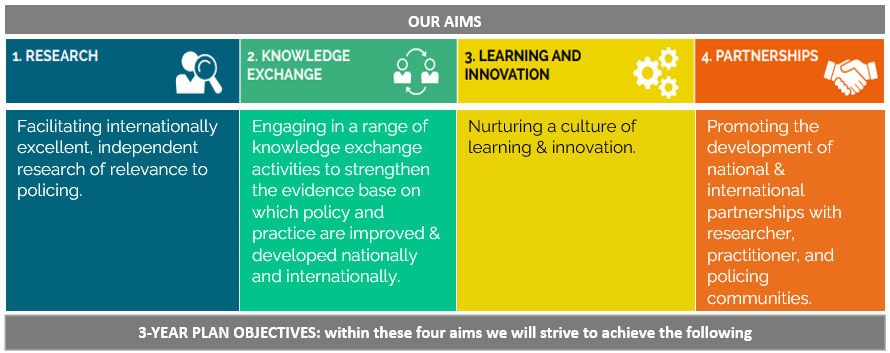 OUR AIMS
1. RESEARCH
2. KNOWLEDGE
EXCHANGE
3. LEARNING AND
INNOVATION
4. PARTNERSHIPS
Facilitating internationally
excellent, independent
research of relevance to
policing.
Engaging in a range of
knowledge exchange
activities to strengthen
the evidence base on
which policy and
practice are improved &
developed nationally
and internationally.
Nurturing a culture of
learning & innovation.
Promoting the
development of
national &
international
partnerships with
researcher,
practitioner, and
policing
communities.
3-YEAR PLAN OBJECTIVES: within these four aims we will strive to achieve the following